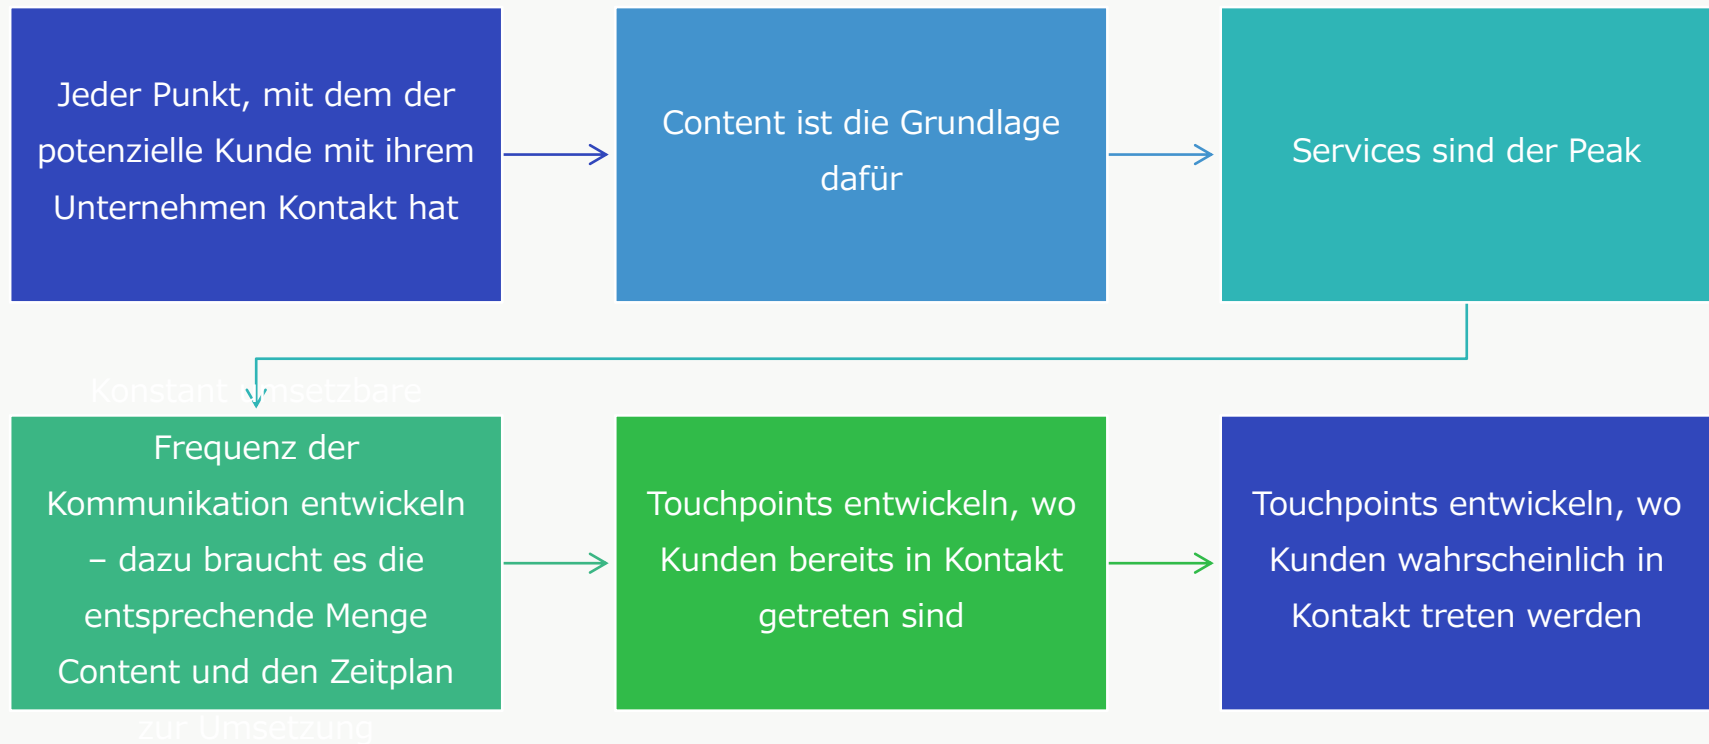 Jeder Punkt, mit dem der
potenzielle Kunde mit ihrem
Unternehmen Kontakt hat
Content ist die Grundlage
dafür
Services sind der Peak
Konstant umsetzbare
Frequenz der
Kommunikation entwickeln
– dazu braucht es die
entsprechende Menge
Content und den Zeitplan
zur Umsetzung
Touchpoints entwickeln, wo
Kunden bereits in Kontakt
getreten sind
Touchpoints entwickeln, wo
Kunden wahrscheinlich in
Kontakt treten werden